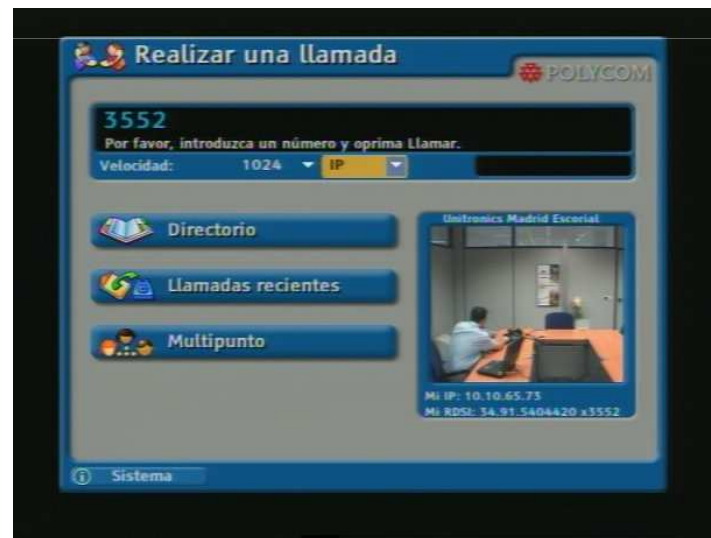 Realizar una llamada
POLYCOM
3552
Por favor, introduzca un número y oprima Llamar.
Velocidad: 1024 IP
Directorio
Llamadas recientes
Multipunto
Unitronics Madrid Escorial
Mi IP: 10.10.65.73
Mi RDSI: 34.91.5404420 x3552
Sistema